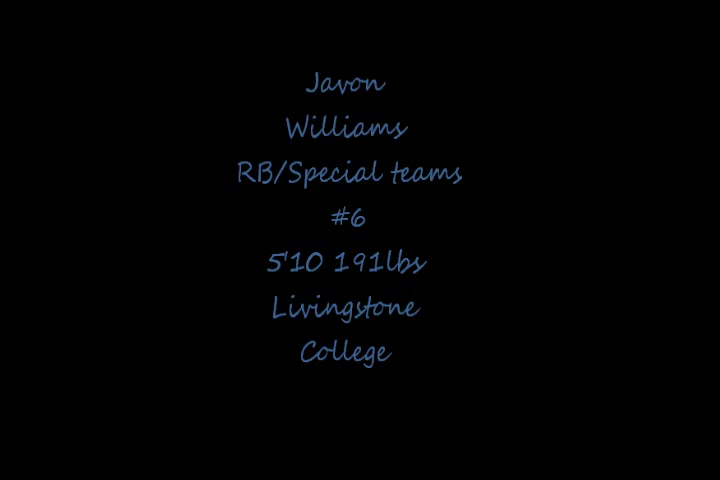 Javon
Williams
RB/Special teams
#6
5'10 191lbs
Livingstone
College